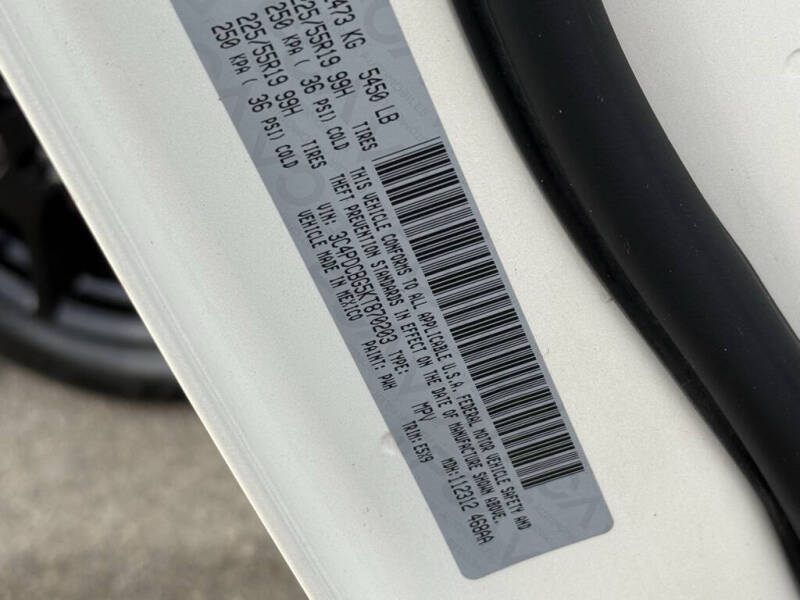 473 KG 5450 LB
225/55R19 99H TIRES
250 KPA ( 36 PSI) COLD
225/55R19 99H TIRES
250 KPA ( 36 PSI) COLD
THIS VEHICLE CONFORMS TO ALL APPLICABLE U.S.A. FEDERAL MOTOR VEHICLE SAFETY AND
THEFT PREVENTION STANDARDS IN EFFECT ON THE DATE OF MANUFACTURE SHOWN ABOVE.
VIN: 3C4PDCBG5KT870203 TYPE: MPV MDH: 112312 468AA
VEHICLE MADE IN MEXICO PAINT: PWH TRIM: E5X9